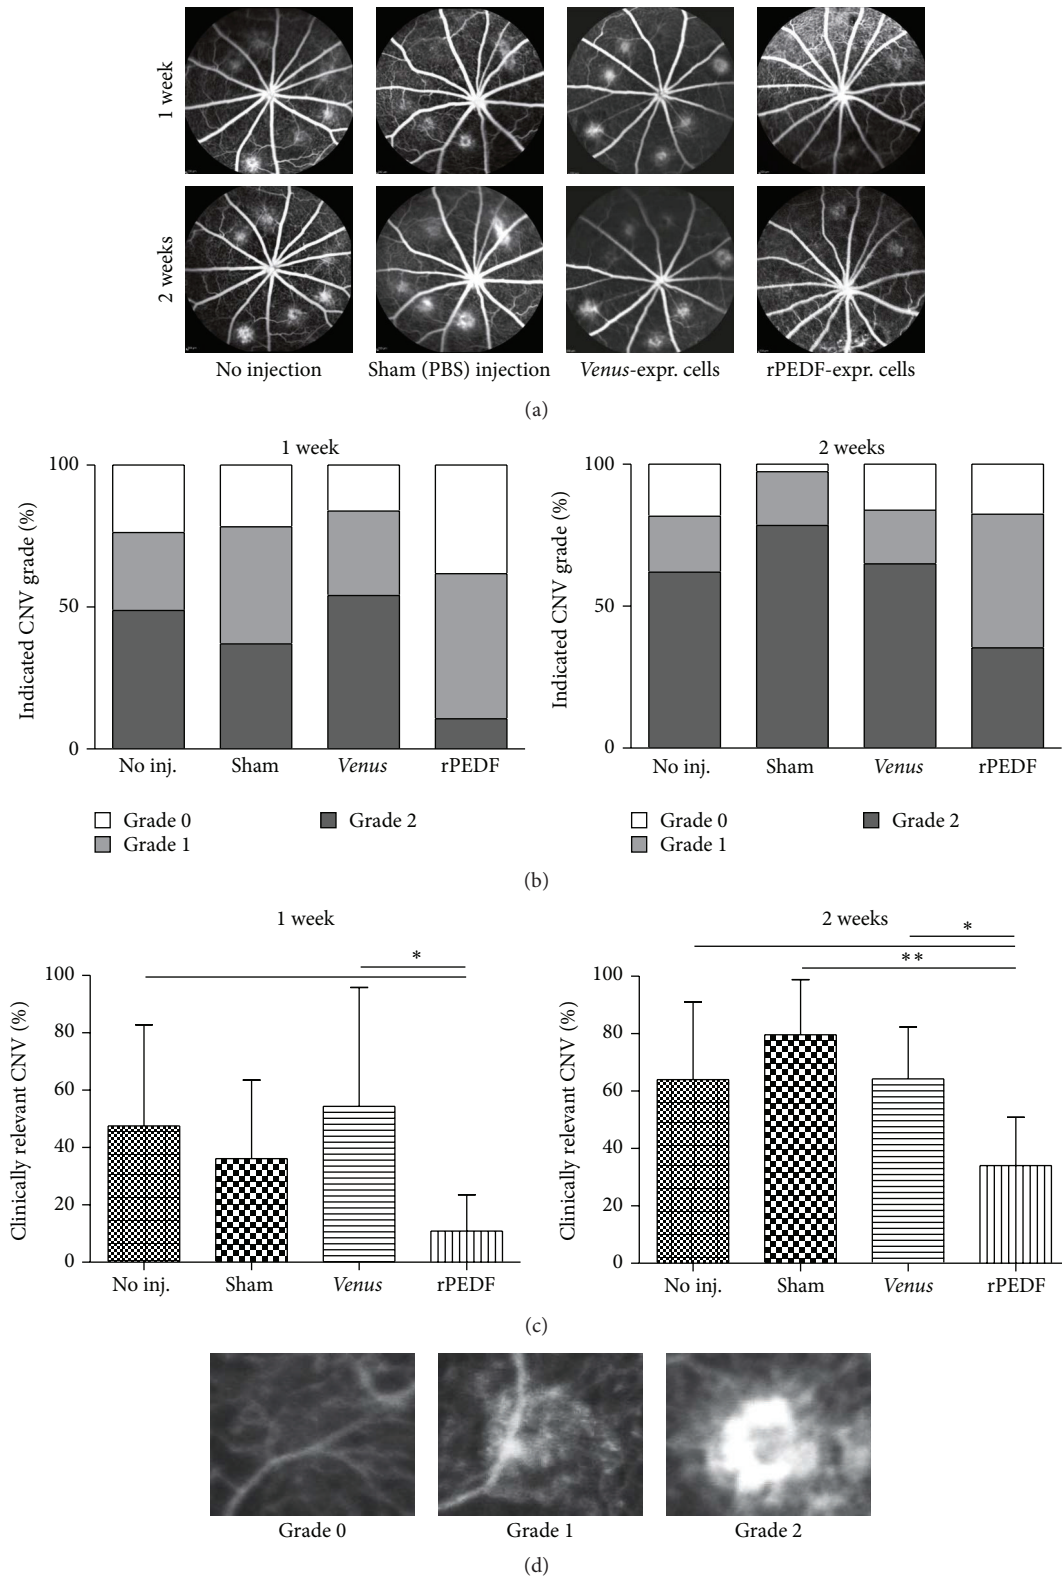 1 week
2 weeks
No injection
Sham (PBS) injection
Venus-expr. cells
rPEDF-expr. cells
(a)
1 week
Indicated CNV grade (%)
100
50
0
No inj.
Sham
Venus
rPEDF
Grade 0
Grade 1
Grade 2
2 weeks
Indicated CNV grade (%)
100
50
0
No inj.
Sham
Venus
rPEDF
Grade 0
Grade 1
Grade 2
(b)
1 week
Clinically relevant CNV (%)
100
80
60
40
20
0
*
No inj.
Sham
Venus
rPEDF
2 weeks
Clinically relevant CNV (%)
100
80
60
40
20
0
*
**
No inj.
Sham
Venus
rPEDF
(c)
Grade 0
Grade 1
Grade 2
(d)